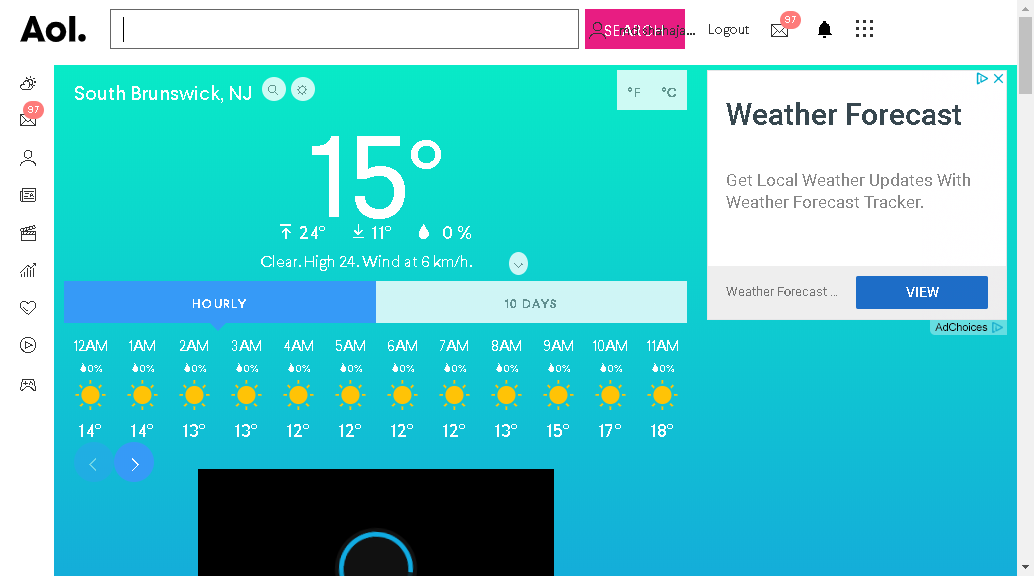 Aol.
SEARCH
Logout
97
97
South Brunswick, NJ
°F °C
15°
24° 11° 0 %
Clear. High 24. Wind at 6 km/h.
HOURLY 10 DAYS
12AM 1AM 2AM 3AM 4AM 5AM 6AM 7AM 8AM 9AM 10AM 11AM
0% 0% 0% 0% 0% 0% 0% 0% 0% 0% 0% 0%
14° 14° 13° 13° 12° 12° 12° 12° 13° 15° 17° 18°
Weather Forecast
Get Local Weather Updates With
Weather Forecast Tracker.
Weather Forecast ...
VIEW
AdChoices